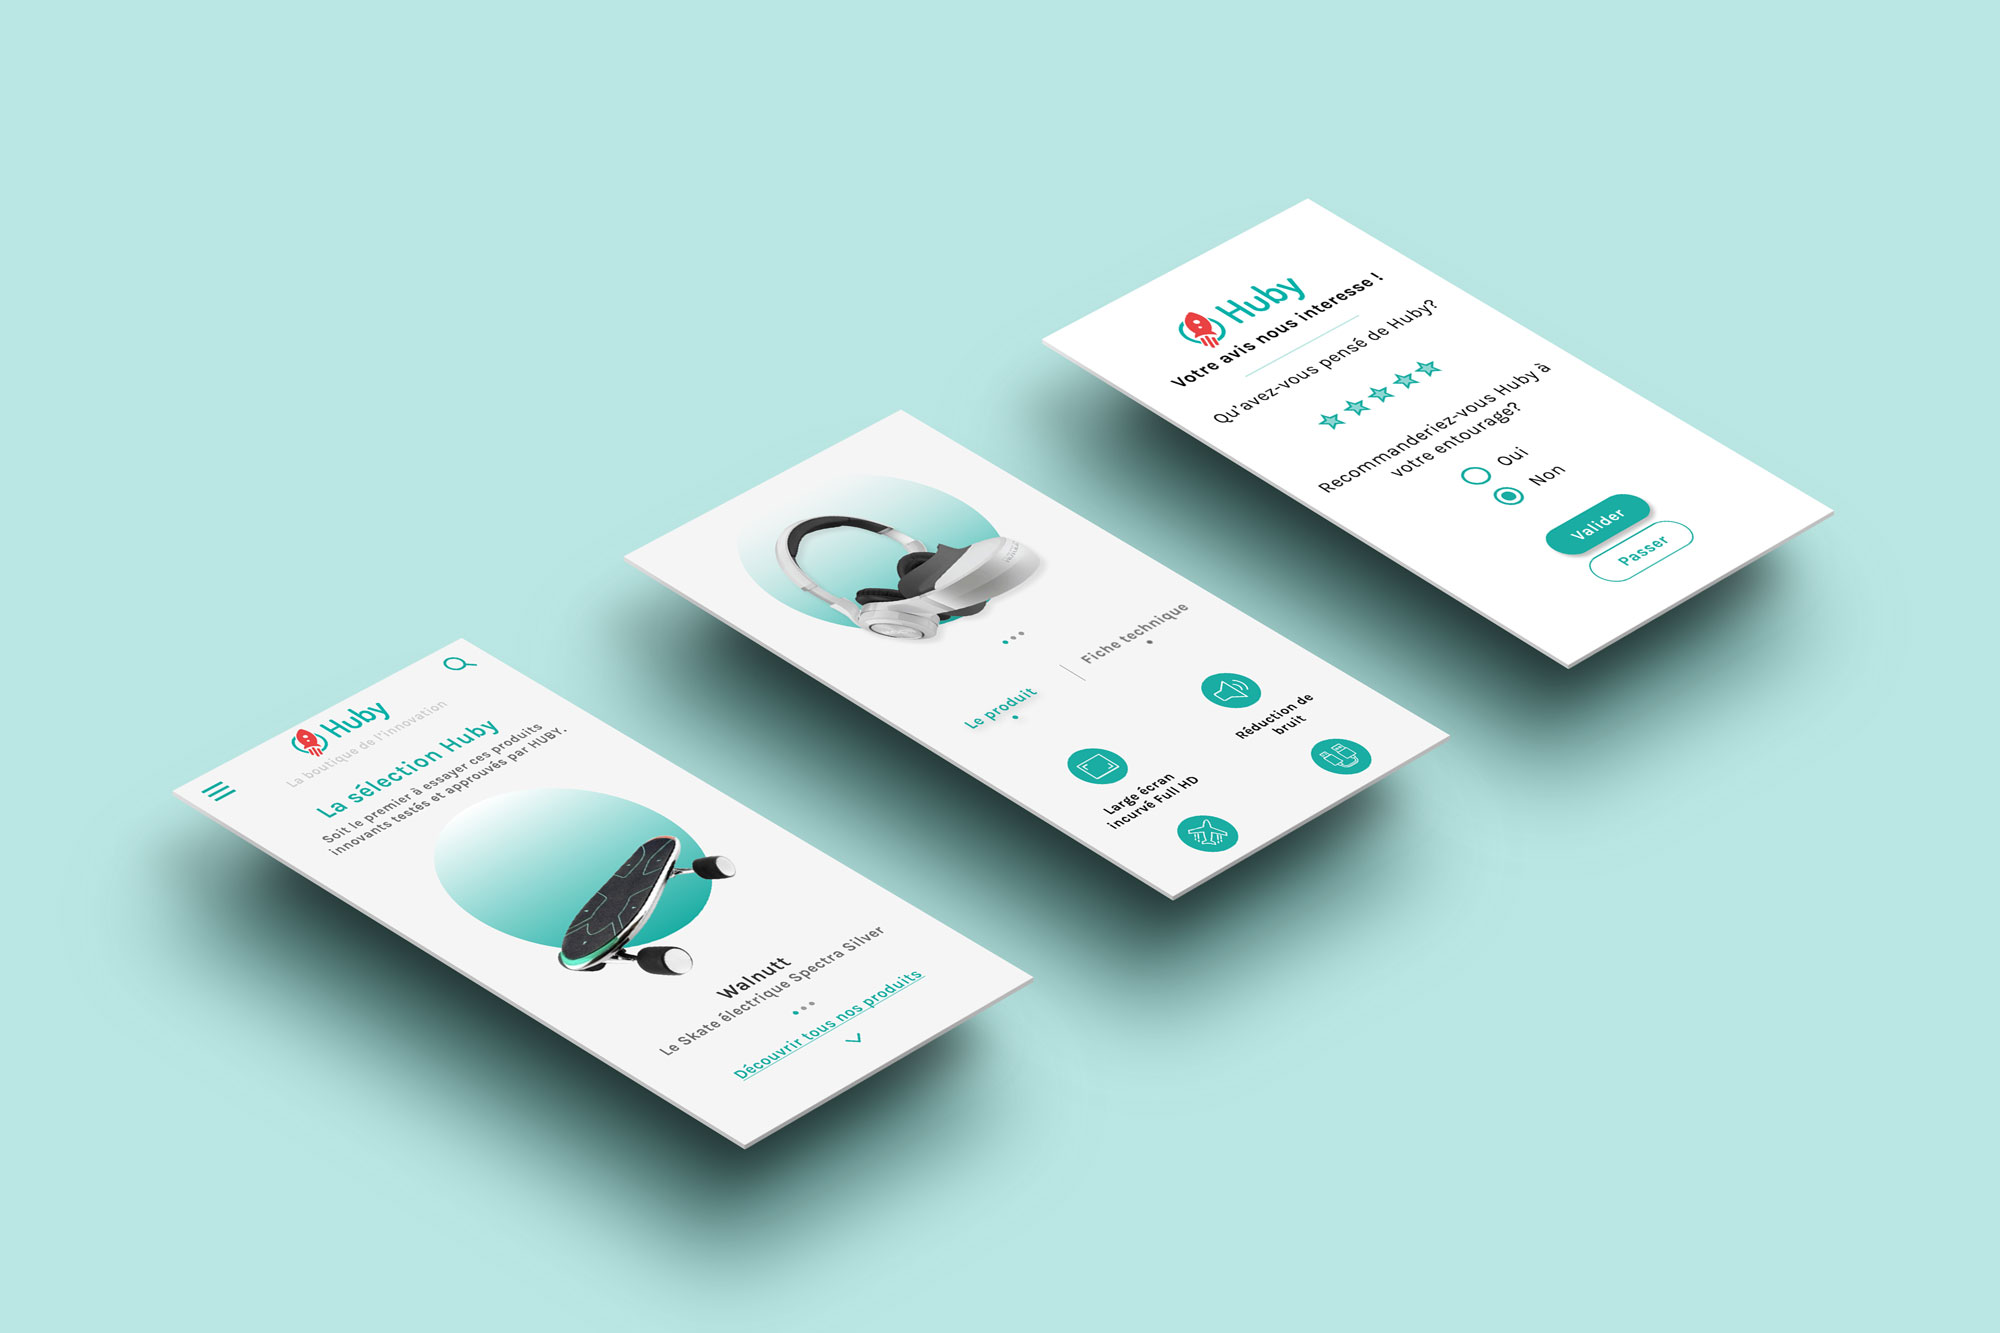 Huby
La boutique de l'innovation
La sélection Huby
Soit le premier à essayer ces produits
innovants testés et approuvés par HUBY.
Walnutt
Le Skate électrique Spectra Silver
Découvrir tous nos produits
Le produit
Fiche technique
Large écran
incurvé Full HD
Réduction de
bruit
Huby
Votre avis nous interesse !
Qu'avez-vous pensé de Huby?
Recommanderiez-vous Huby à
votre entourage?
Oui
Non
Valider
Passer